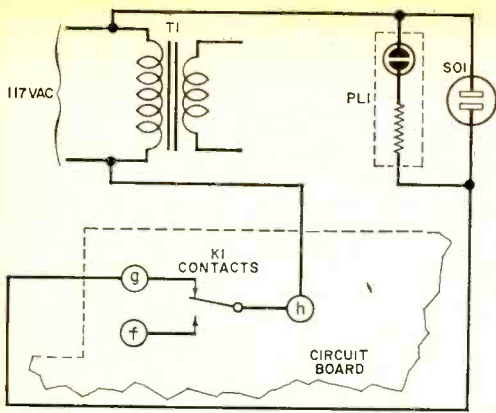 T1
117VAC
PL1
SO1
K1
CONTACTS
g
f
h
CIRCUIT
BOARD